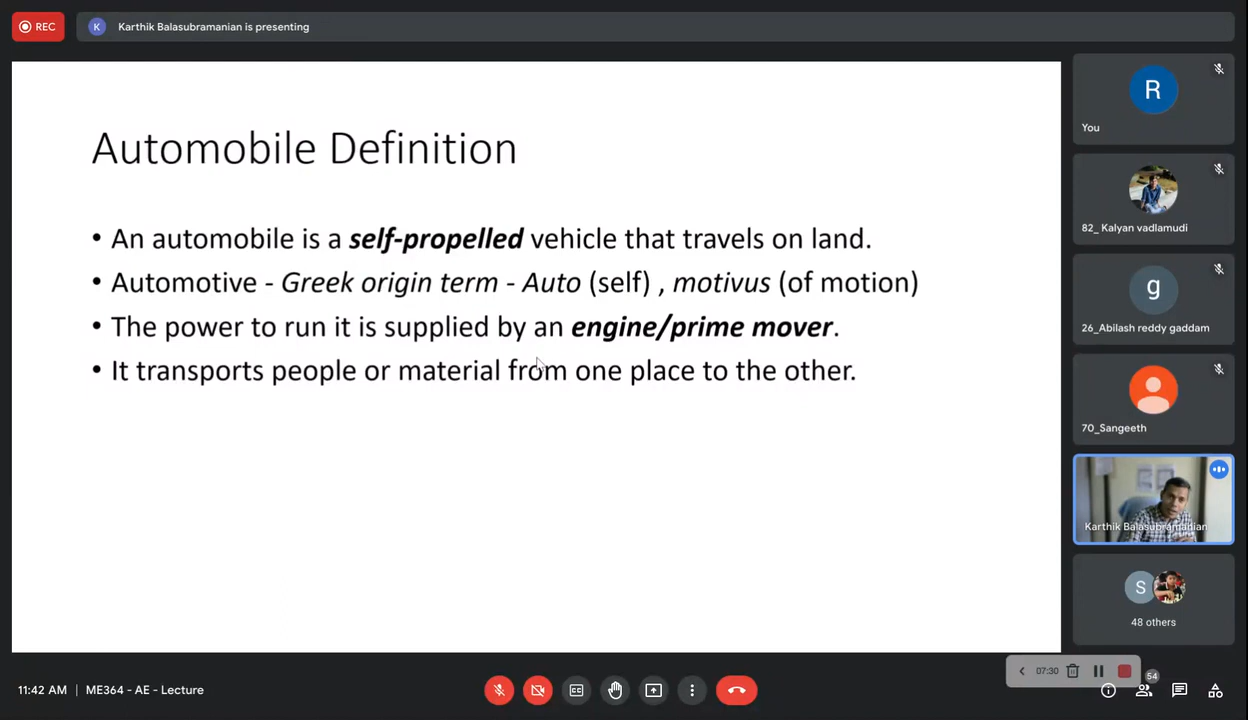 REC
K
Karthik Balasubramanian is presenting
Automobile Definition
• An automobile is a self-propelled vehicle that travels on land.
• Automotive - Greek origin term - Auto (self) , motivus (of motion)
• The power to run it is supplied by an engine/prime mover.
• It transports people or material from one place to the other.
R
You
82_ Kalyan vadlamudi
g
26_Abilash reddy gaddam
70_Sangeeth
Karthik Balasubramanian
S
48 others
07:30
11:42 AM | ME364 - AE - Lecture
CC
54